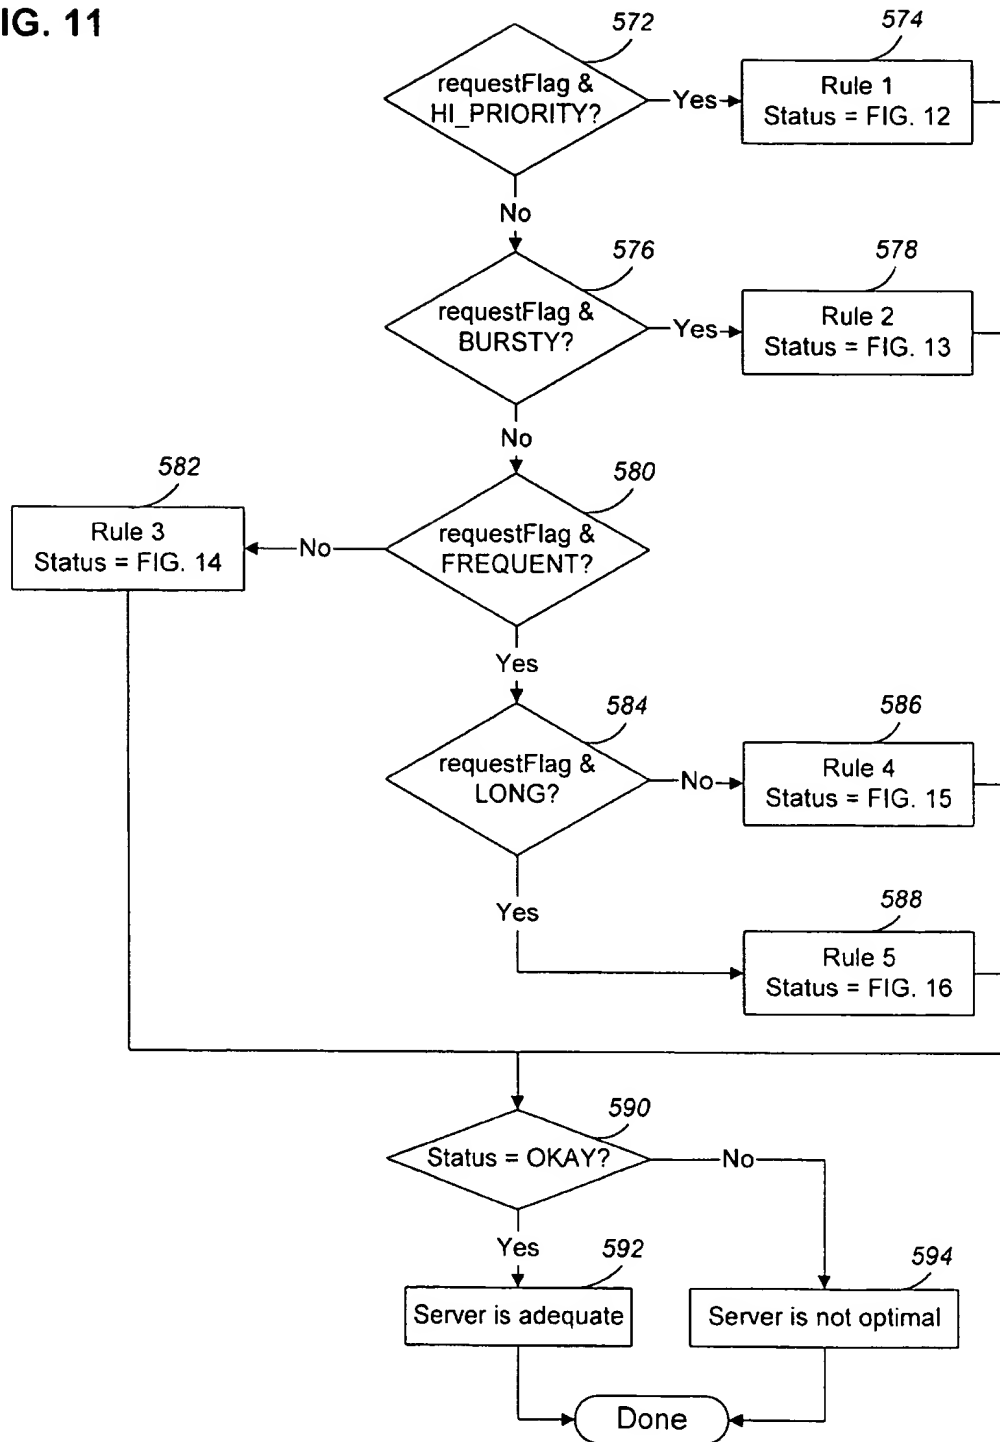 IG. 11
572
requestFlag &
HI_PRIORITY?
Yes
574
Rule 1
Status = FIG. 12
No
576
requestFlag &
BURSTY?
Yes
578
Rule 2
Status = FIG. 13
No
580
requestFlag &
FREQUENT?
No
582
Rule 3
Status = FIG. 14
Yes
584
requestFlag &
LONG?
No
586
Rule 4
Status = FIG. 15
Yes
588
Rule 5
Status = FIG. 16
590
Status = OKAY?
No
Yes
592
Server is adequate
594
Server is not optimal
Done